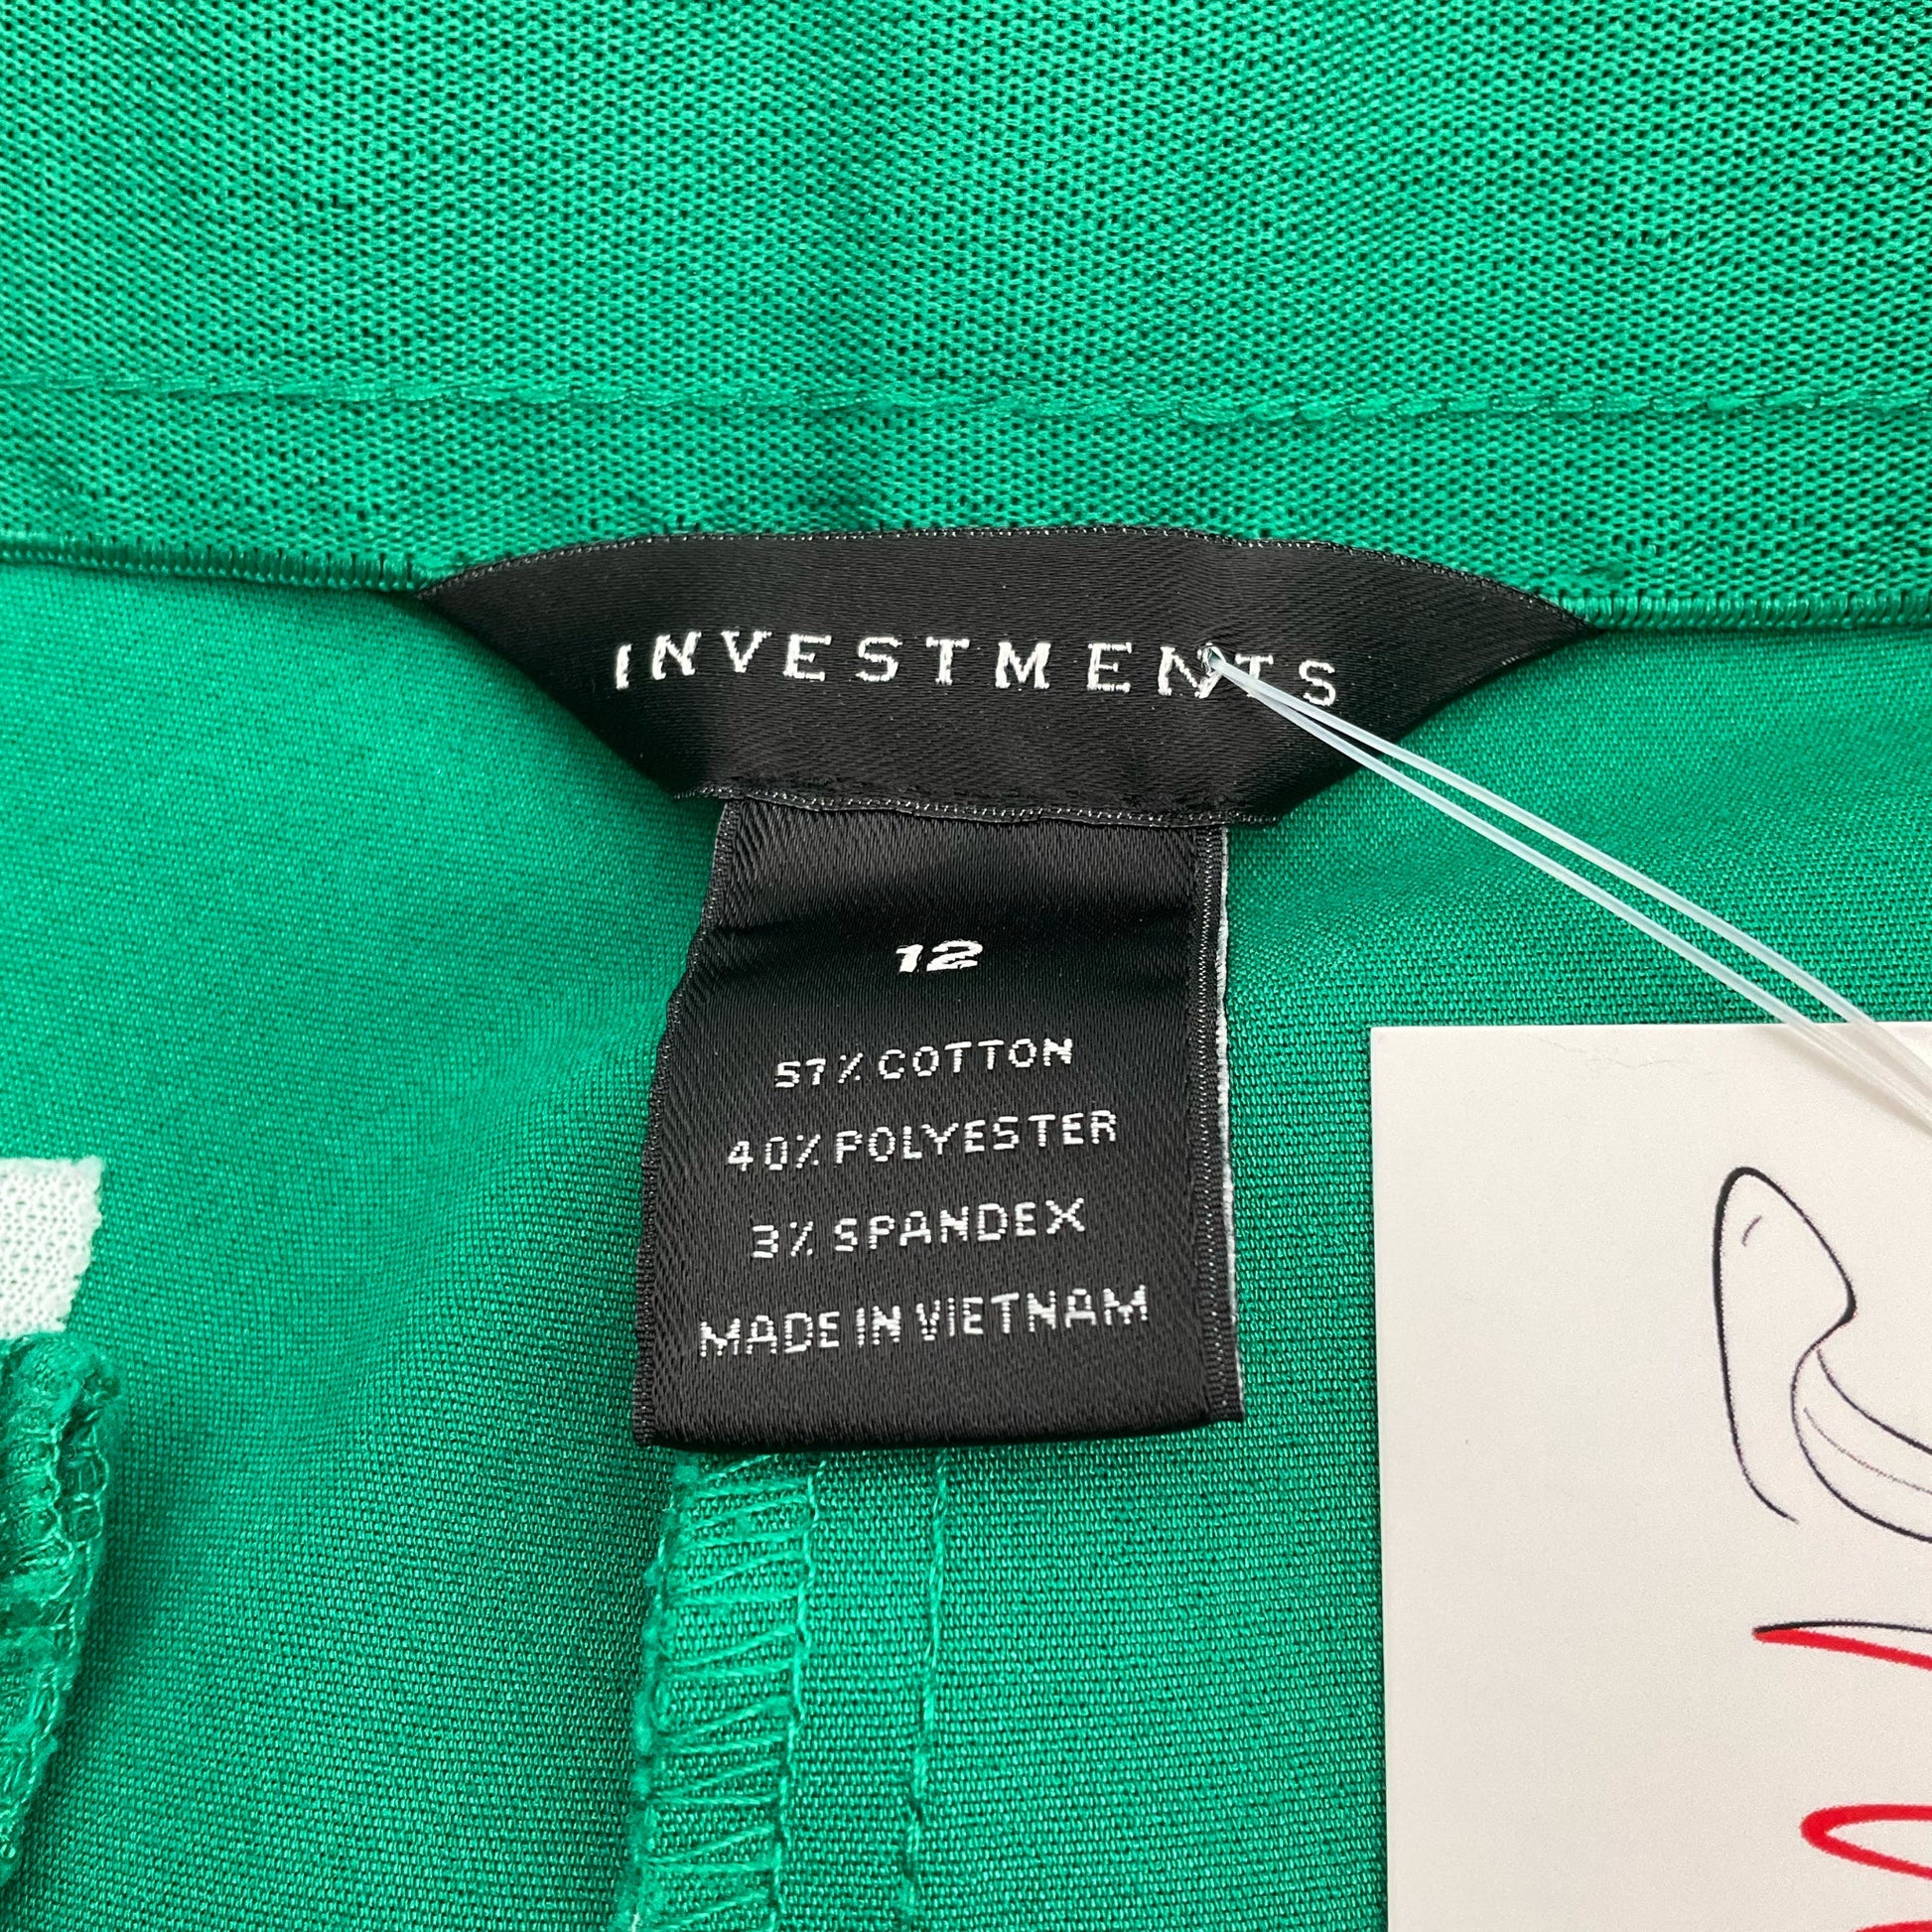 INVESTMENTS
12
57% COTTON
40% POLYESTER
3% SPANDEX
MADE IN VIETNAM